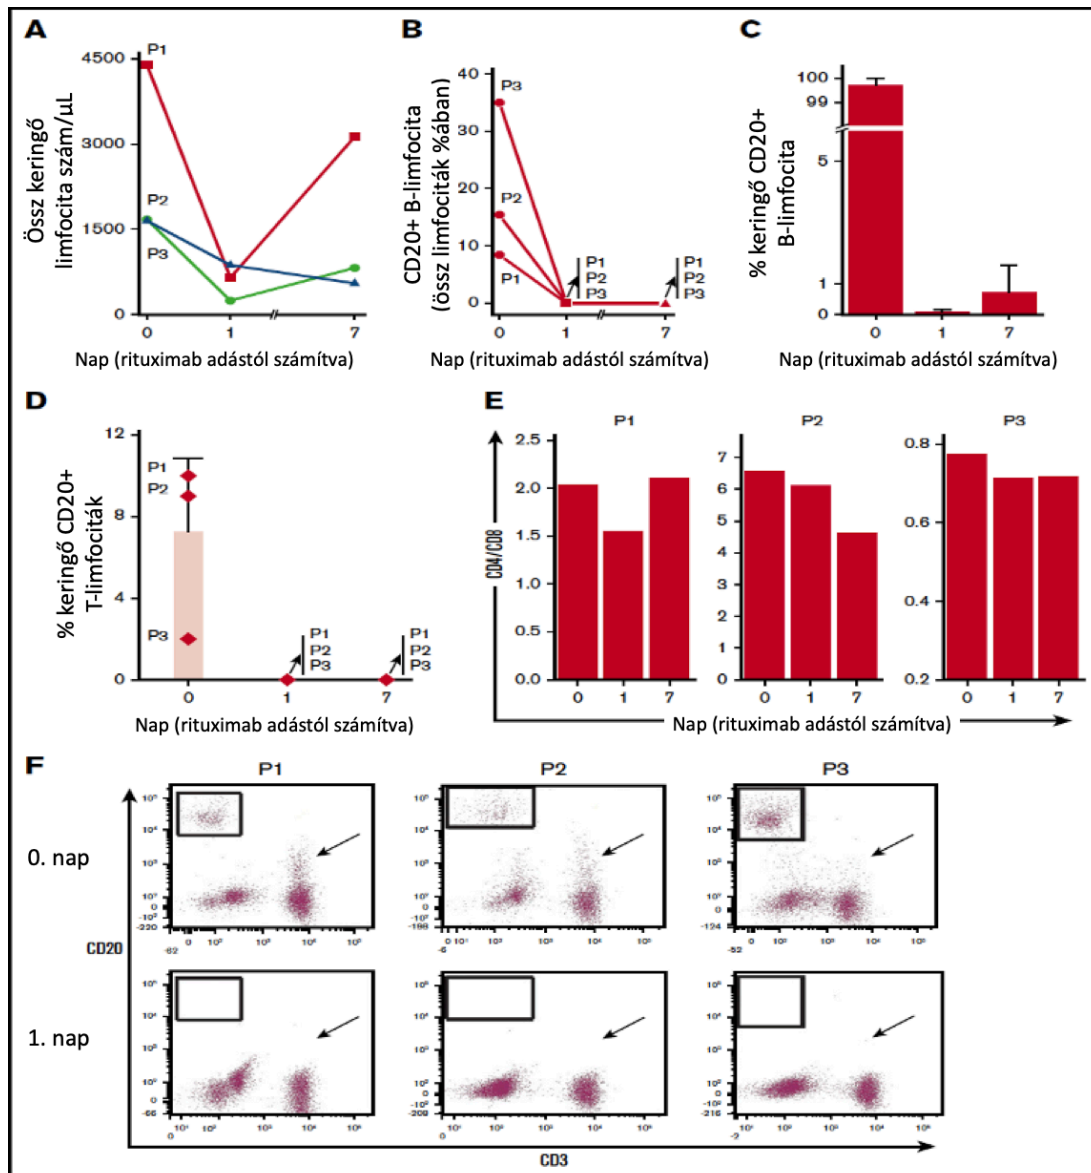 A
Össz keringő
limfocita szám/µL
4500
3000
1500
0
P1
P2
P3
0 1 7
Nap (rituximab adástól számítva)
B
CD20+ B-limfocita
(össz limfociták %ában)
40
30
20
10
0
P3
P2
P1
P1
P2
P3
P1
P2
P3
0 1 7
Nap (rituximab adástól számítva)
C
% keringő CD20+
B-limfocita
100
99
5
1
0
0 1 7
Nap (rituximab adástól számítva)
D
% keringő CD20+
T-limfociták
12
8
4
0
P1
P2
P3
P1
P2
P3
P1
P2
P3
0 1 7
Nap (rituximab adástól számítva)
E
CD4/CD8
P1
2.5
2.0
1.5
1.0
0.5
0.0
0 1 7
P2
7
6
5
4
3
2
1
0
0 1 7
P3
0.8
0.6
0.4
0.2
0 1 7
Nap (rituximab adástól számítva)
F
P1 P2 P3
0. nap
1. nap
CD20
CD3